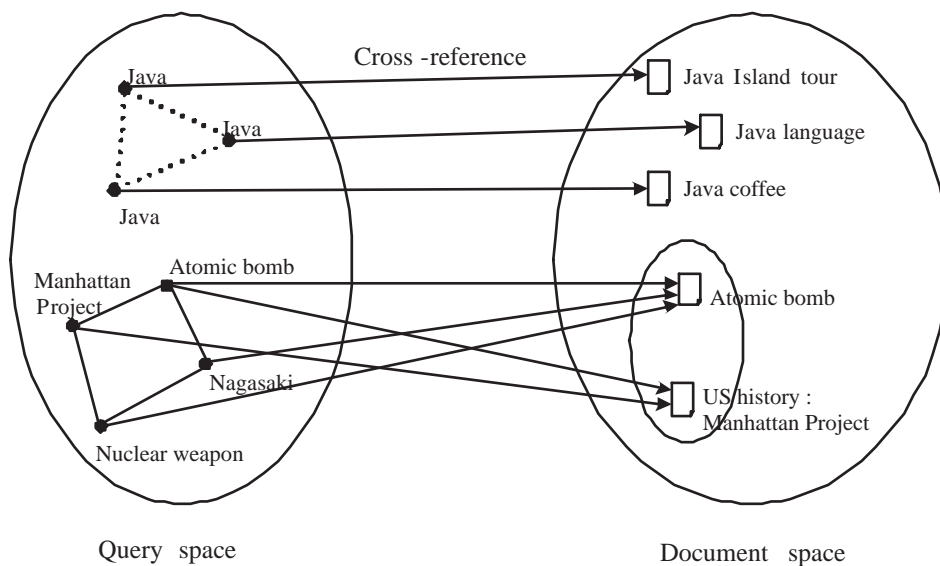 Cross -reference
Java
Java Island tour
Java
Java language
Java
Java coffee
Manhattan
Project
Atomic bomb
Atomic bomb
Nagasaki
US history :
Manhattan Project
Nuclear weapon
Query space
Document space